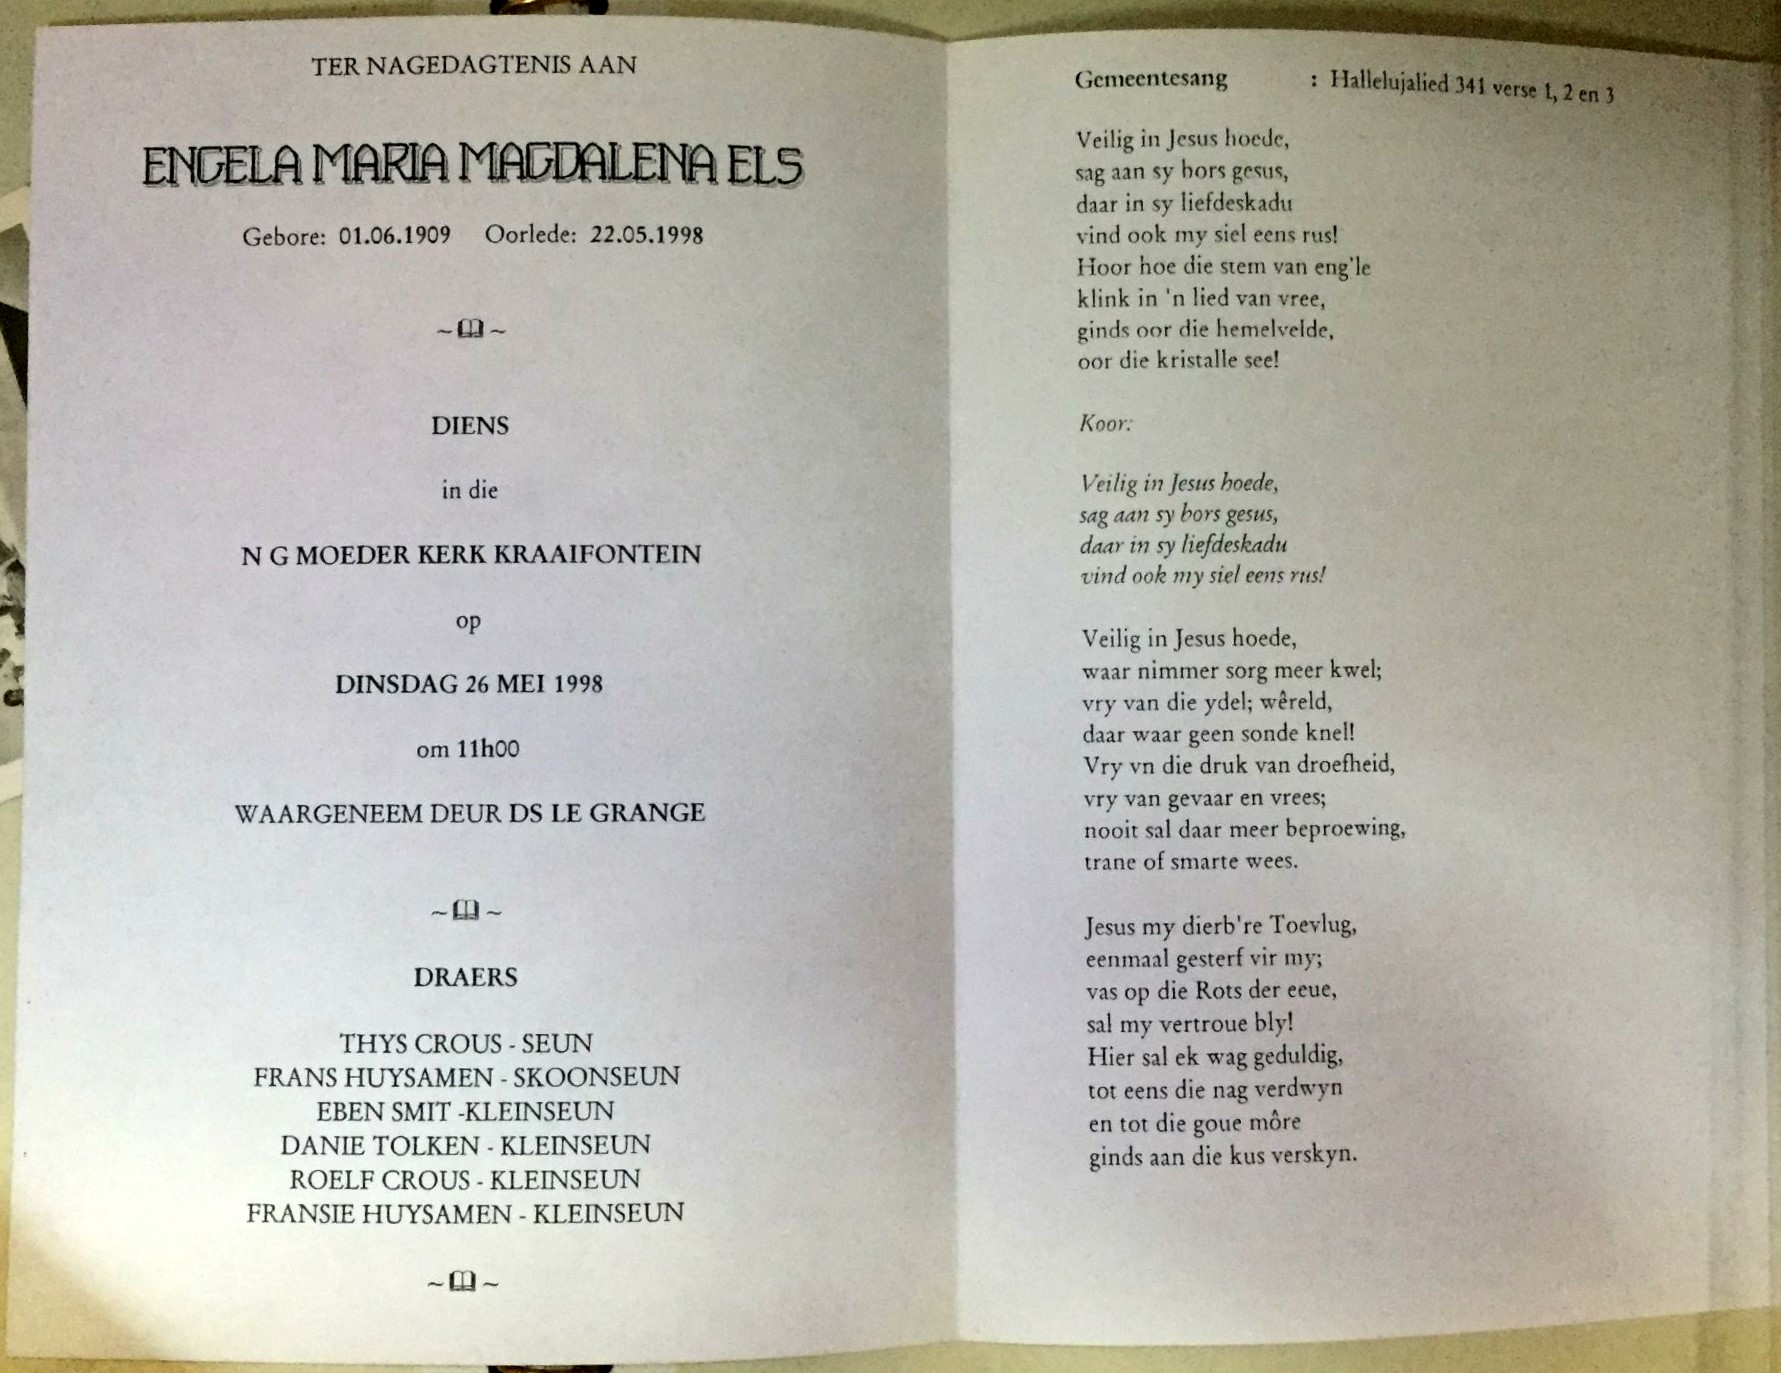 TER NAGEDAGTENIS AAN
ENGELA MARIA MAGDALENA ELS
Gebore: 01.06.1909 Oorlede: 22.05.1998
~ ~
DIENS
in die
N G MOEDER KERK KRAAIFONTEIN
op
DINSDAG 26 MEI 1998
om 11h00
WAARGENEEM DEUR DS LE GRANGE
~ ~
DRAERS
THYS CROUS - SEUN
FRANS HUYSAMEN - SKOONSEUN
EBEN SMIT -KLEINSEUN
DANIE TOLKEN - KLEINSEUN
ROELF CROUS - KLEINSEUN
FRANSIE HUYSAMEN - KLEINSEUN
~ ~
Gemeentesang : Hallelujalied 341 verse 1, 2 en 3
Veilig in Jesus hoede,
sag aan sy bors gesus,
daar in sy liefdeskadu
vind ook my siel eens rus!
Hoor hoe die stem van eng'le
klink in 'n lied van vree,
ginds oor die hemelvelde,
oor die kristalle see!
Koor:
Veilig in Jesus hoede,
sag aan sy bors gesus,
daar in sy liefdeskadu
vind ook my siel eens rus!
Veilig in Jesus hoede,
waar nimmer sorg meer kwel;
vry van die ydel; wêreld,
daar waar geen sonde knel!
Vry vn die druk van droefheid,
vry van gevaar en vrees;
nooit sal daar meer beproewing,
trane of smarte wees.
Jesus my dierb're Toevlug,
eenmaal gesterf vir my;
vas op die Rots der eeue,
sal my vertroue bly!
Hier sal ek wag geduldig,
tot eens die nag verdwyn
en tot die goue môre
ginds aan die kus verskyn.